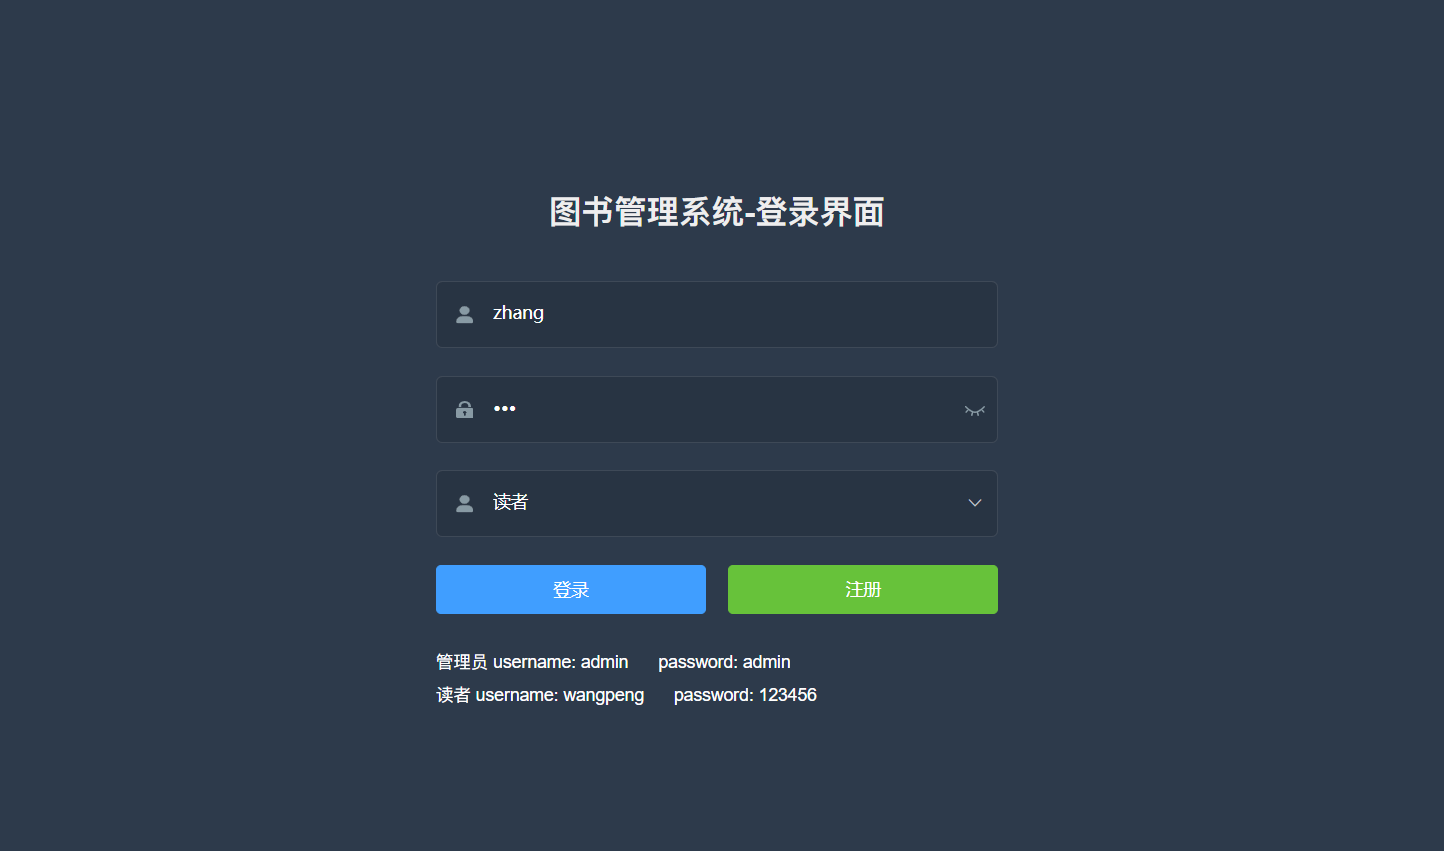 图书管理系统-登录界面
zhang
•••
读者
登录 注册
管理员 username: admin password: admin
读者 username: wangpeng password: 123456